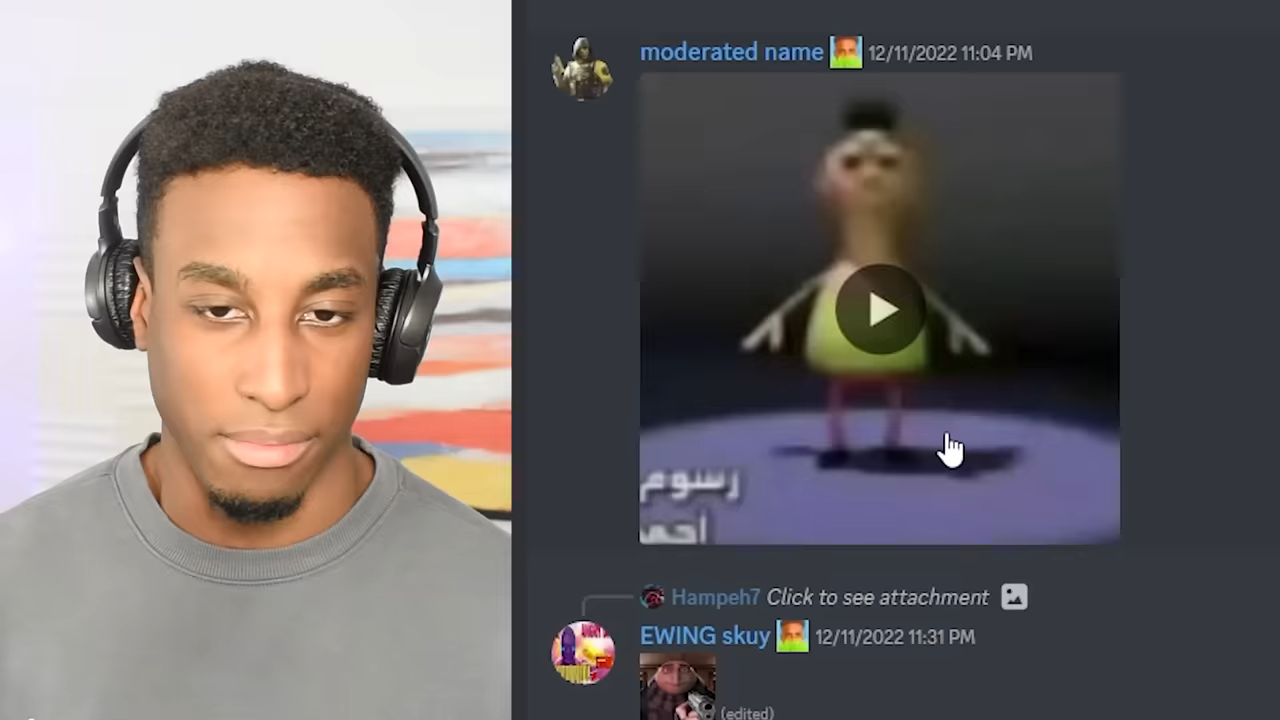 moderated name 12/11/2022 11:04 PM
رسوم
أحمد
Hampeh7 Click to see attachment
EWING skuy 12/11/2022 11:31 PM
(edited)